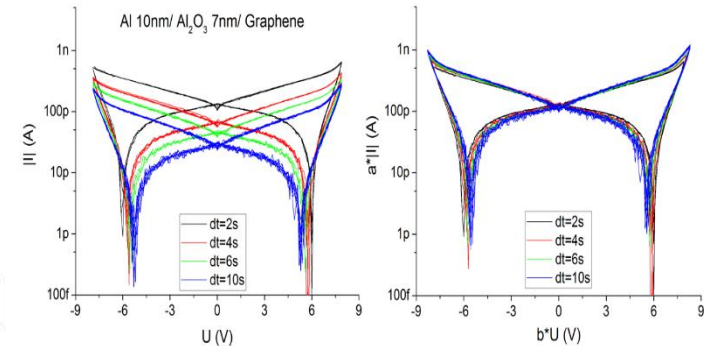 Al 10nm/ Al₂O₃ 7nm/ Graphene
1n
100p
10p
1p
100f
|I| (A)
dt=2s
dt=4s
dt=6s
dt=10s
-9 -6 -3 0 3 6 9
U (V)
1n
100p
10p
1p
100f
a*|I| (A)
dt=2s
dt=4s
dt=6s
dt=10s
-9 -6 -3 0 3 6 9
b*U (V)